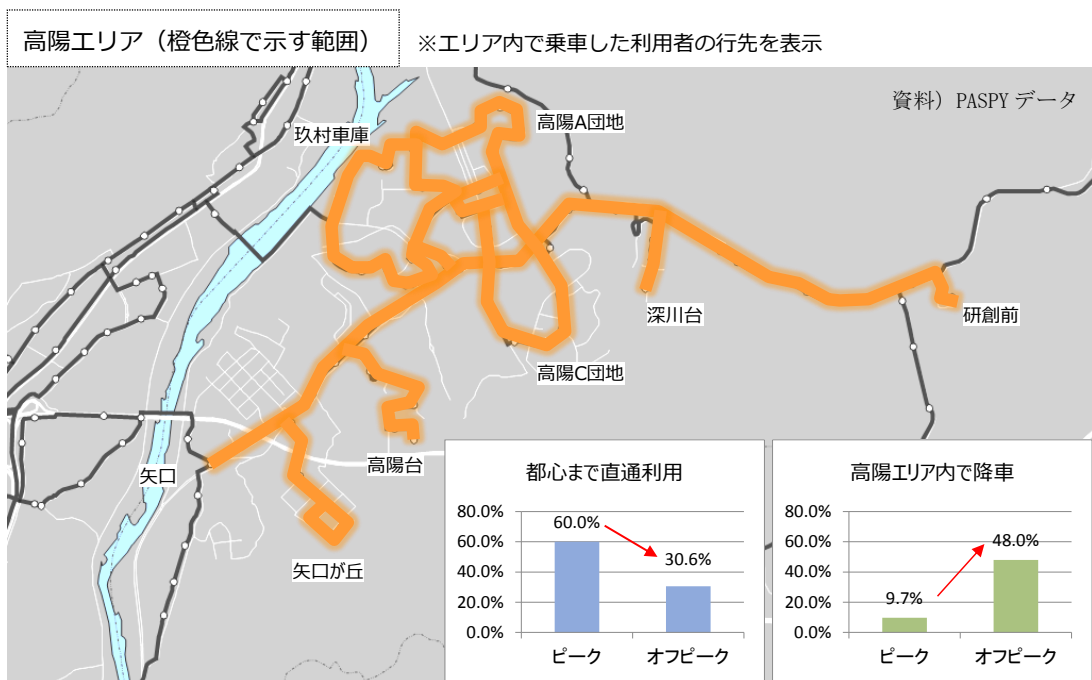 高陽エリア（橙色線で示す範囲）
※エリア内で乗車した利用者の行先を表示
資料）PASPY データ
高陽A団地
玖村車庫
深川台
研創前
高陽C団地
高陽台
矢口
矢口が丘
都心まで直通利用
80.0%
60.0%
40.0%
20.0%
0.0%
60.0%
30.6%
ピーク
オフピーク
高陽エリア内で降車
80.0%
60.0%
40.0%
20.0%
0.0%
9.7%
48.0%
ピーク
オフピーク